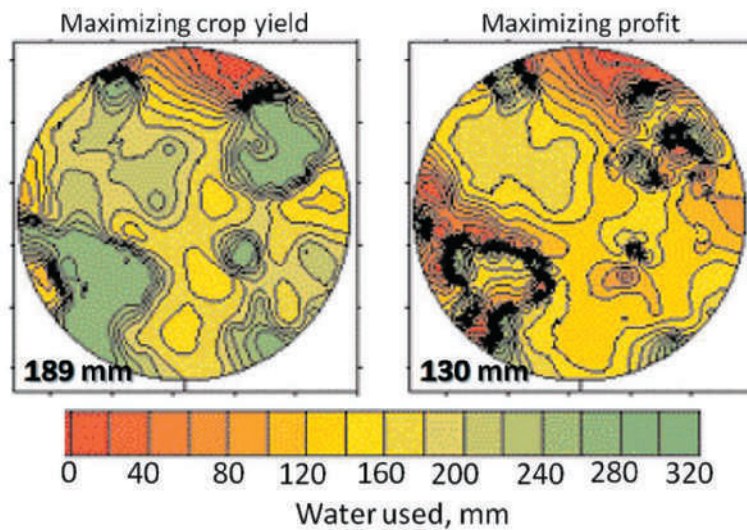 Maximizing crop yield
Maximizing profit
189 mm
130 mm
0 40 80 120 160 200 240 280 320
Water used, mm